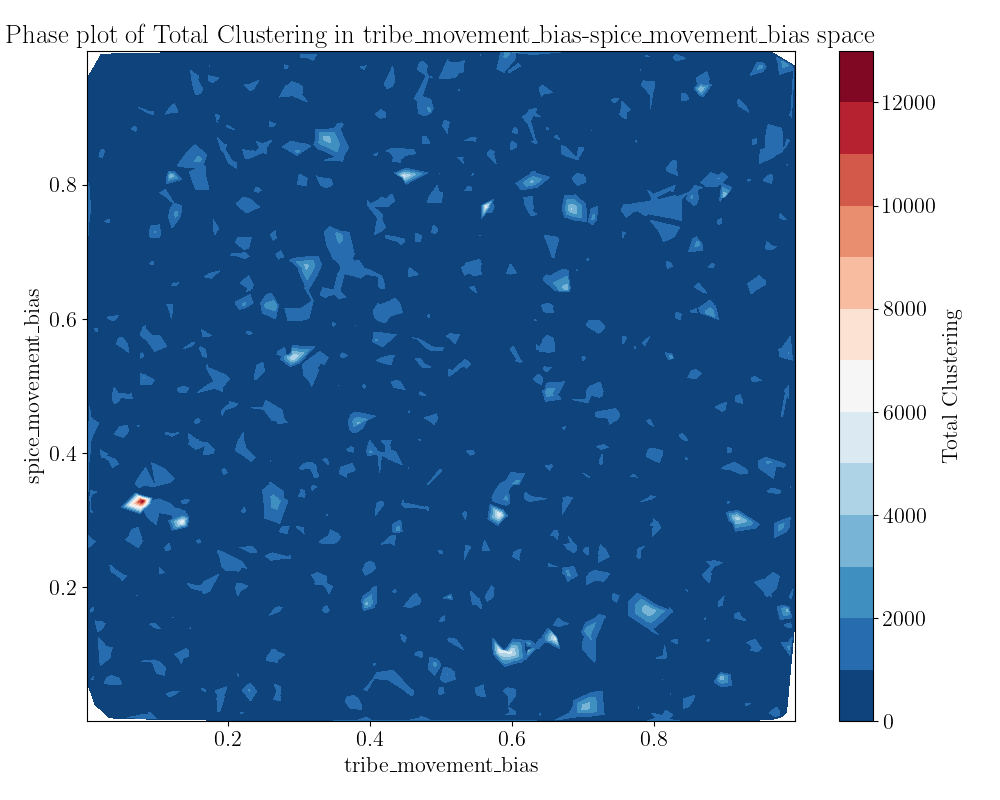 Phase plot of Total Clustering in tribe_movement_bias-spice_movement_bias space
0.8
0.6
0.4
0.2
spice_movement_bias
0.2 0.4 0.6 0.8
tribe_movement_bias
12000
10000
8000
6000
4000
2000
0
Total Clustering